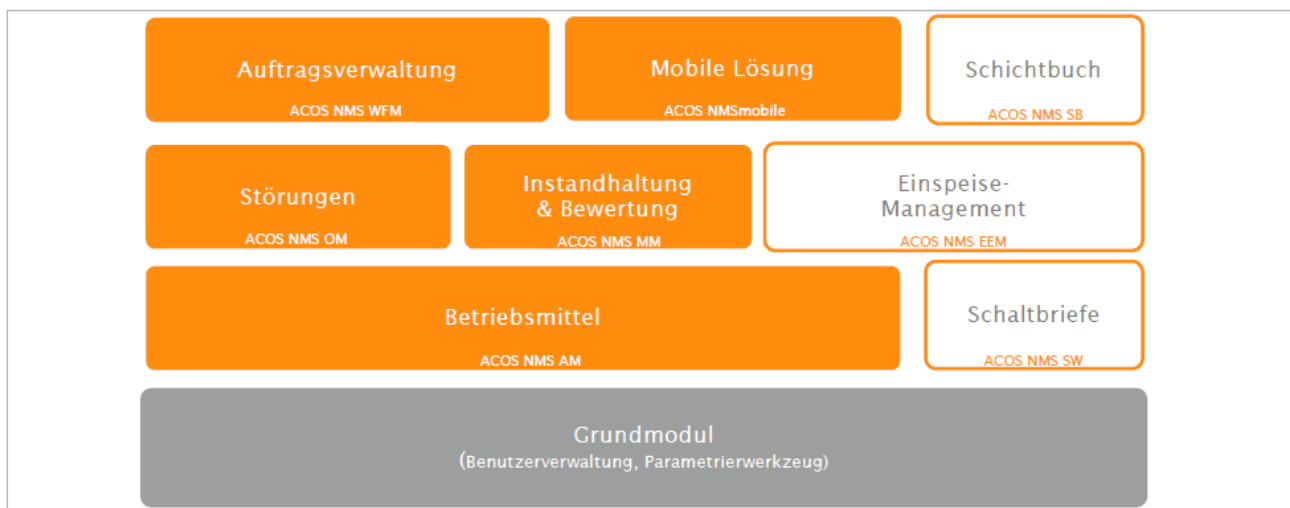 Auftragsverwaltung
ACOS NMS WFM
Mobile Lösung
ACOS NMSmobile
Schichtbuch
ACOS NMS SB
Störungen
ACOS NMS OM
Instandhaltung
& Bewertung
ACOS NMS MM
Einspeise-
Management
ACOS NMS EEM
Betriebsmittel
ACOS NMS AM
Schaltbriefe
ACOS NMS SW
Grundmodul
(Benutzerverwaltung, Parametrierwerkzeug)